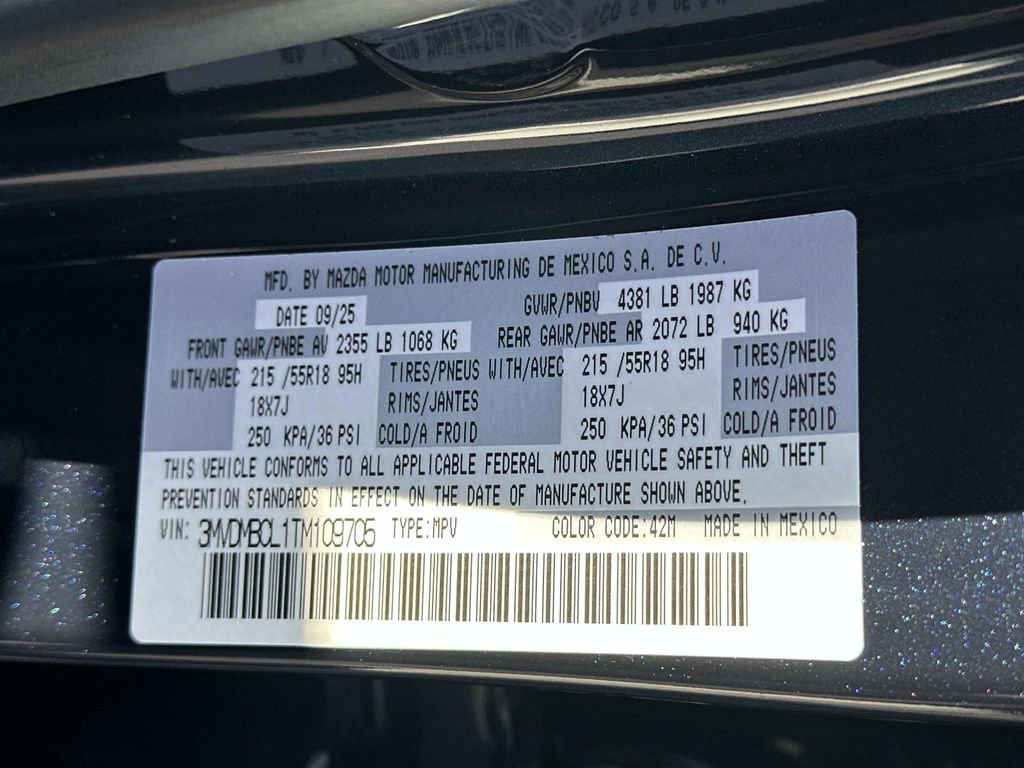 MFD. BY MAZDA MOTOR MANUFACTURING DE MEXICO S.A. DE C.V.
DATE 09/25 GVWR/PNBV 4381 LB 1987 KG
FRONT GAWR/PNBE AV 2355 LB 1068 KG REAR GAWR/PNBE AR 2072 LB 940 KG
WITH/AVEC 215 /55R18 95H TIRES/PNEUS WITH/AVEC 215 /55R18 95H TIRES/PNEUS
18X7J RIMS/JANTES 18X7J RIMS/JANTES
250 KPA/36 PSI COLD/A FROID 250 KPA/36 PSI COLD/A FROID
THIS VEHICLE CONFORMS TO ALL APPLICABLE FEDERAL MOTOR VEHICLE SAFETY AND THEFT
PREVENTION STANDARDS IN EFFECT ON THE DATE OF MANUFACTURE SHOWN ABOVE.
VIN: 3MVDMBCL1TM109705 TYPE:MPV COLOR CODE:42M MADE IN MEXICO